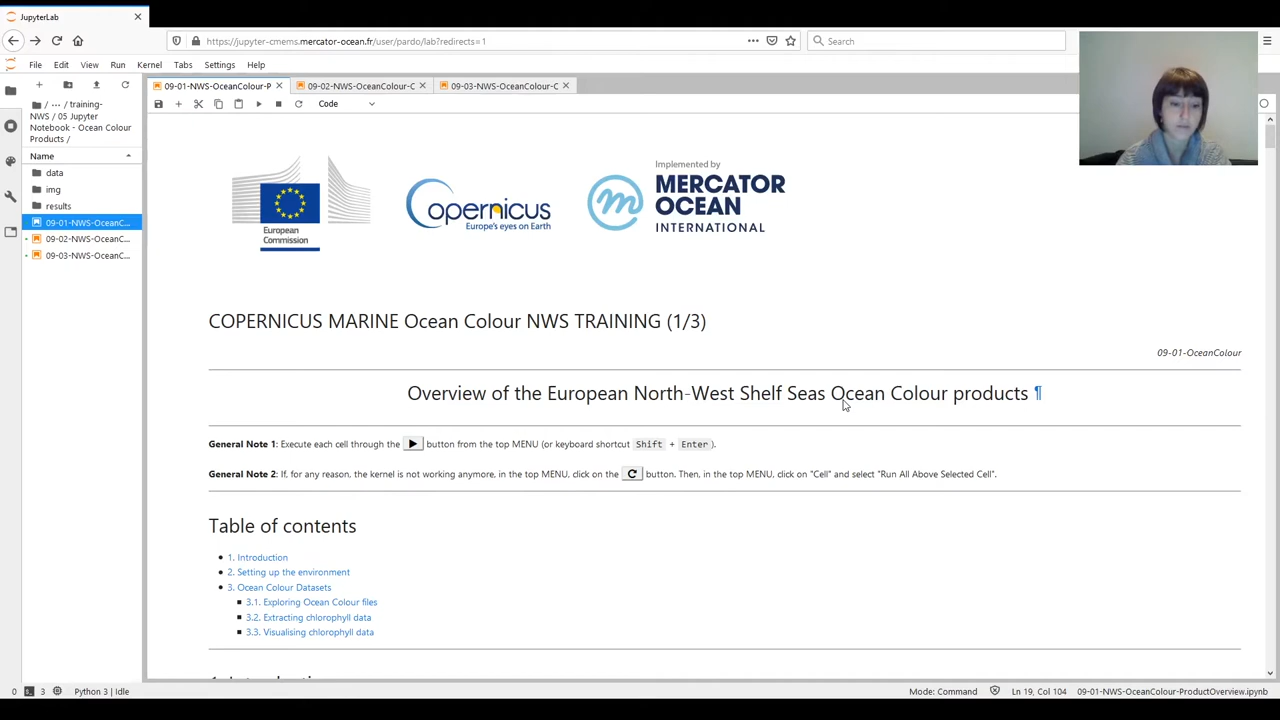 JupyterLab
https://jupyter-cmems.mercator-ocean.fr/user/pardo/lab?redirects=1
Search
File Edit View Run Kernel Tabs Settings Help
09-01-NWS-OceanColour-P
09-02-NWS-OceanColour-C
09-03-NWS-OceanColour-C
Code
/ ··· / training-
NWS / 05 Jupyter
Notebook - Ocean Colour
Products /
Name
data
img
results
09-01-NWS-OceanC...
09-02-NWS-OceanC...
09-03-NWS-OceanC...
European
Commission
Copernicus
Europe's eyes on Earth
Implemented by
MERCATOR
OCEAN
INTERNATIONAL
COPERNICUS MARINE Ocean Colour NWS TRAINING (1/3)
09-01-OceanColour
Overview of the European North-West Shelf Seas Ocean Colour products ¶
General Note 1: Execute each cell through the button from the top MENU (or keyboard shortcut Shift + Enter ).
General Note 2: If, for any reason, the kernel is not working anymore, in the top MENU, click on the button. Then, in the top MENU, click on "Cell" and select "Run All Above Selected Cell".
Table of contents
1. Introduction
2. Setting up the environment
3. Ocean Colour Datasets
3.1. Exploring Ocean Colour files
3.2. Extracting chlorophyll data
3.3. Visualising chlorophyll data
0 3 Python 3 | Idle
Mode: Command Ln 19, Col 104 09-01-NWS-OceanColour-ProductOverview.ipynb